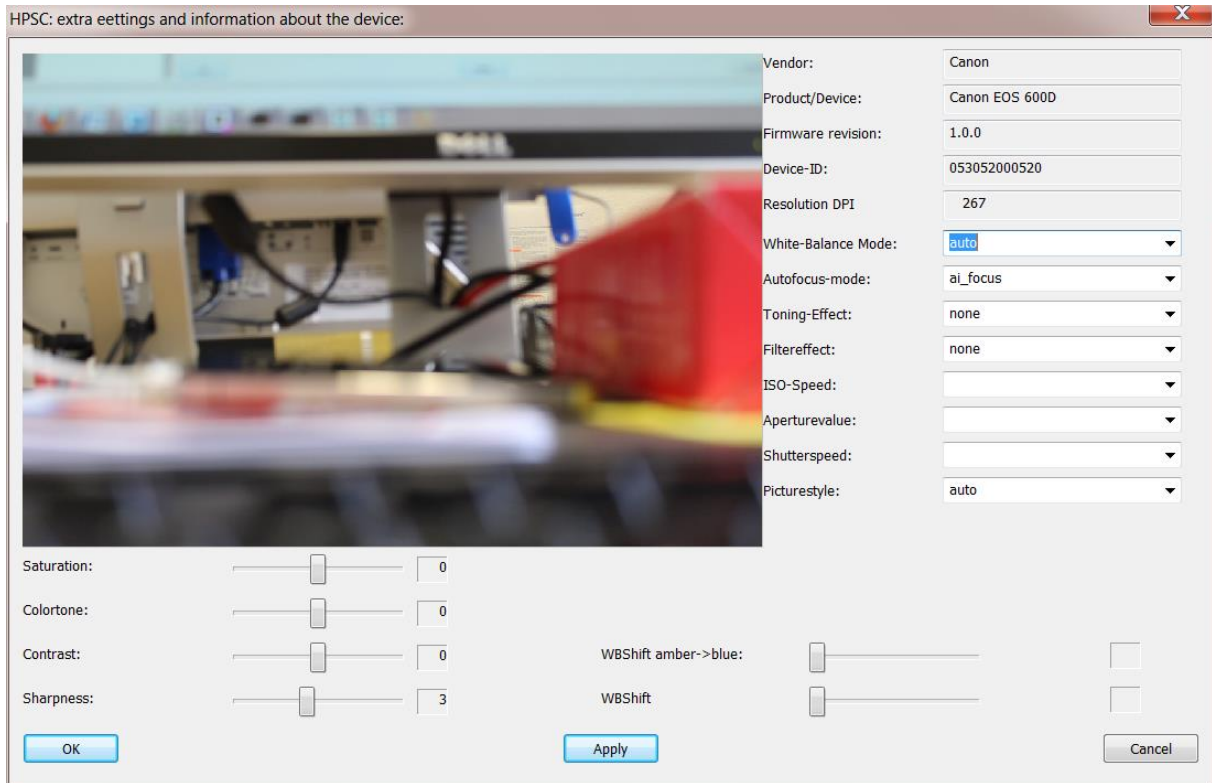 HPSC: extra eettings and information about the device:
X
Vendor: Canon
Product/Device: Canon EOS 600D
Firmware revision: 1.0.0
Device-ID: 053052000520
Resolution DPI 267
White-Balance Mode: auto
Autofocus-mode: ai_focus
Toning-Effect: none
Filtereffect: none
ISO-Speed:
Aperturevalue:
Shutterspeed:
Picturestyle: auto
DELL
Saturation: 0
Colortone: 0
Contrast: 0 WBShift amber->blue:
Sharpness: 3 WBShift
OK Apply Cancel